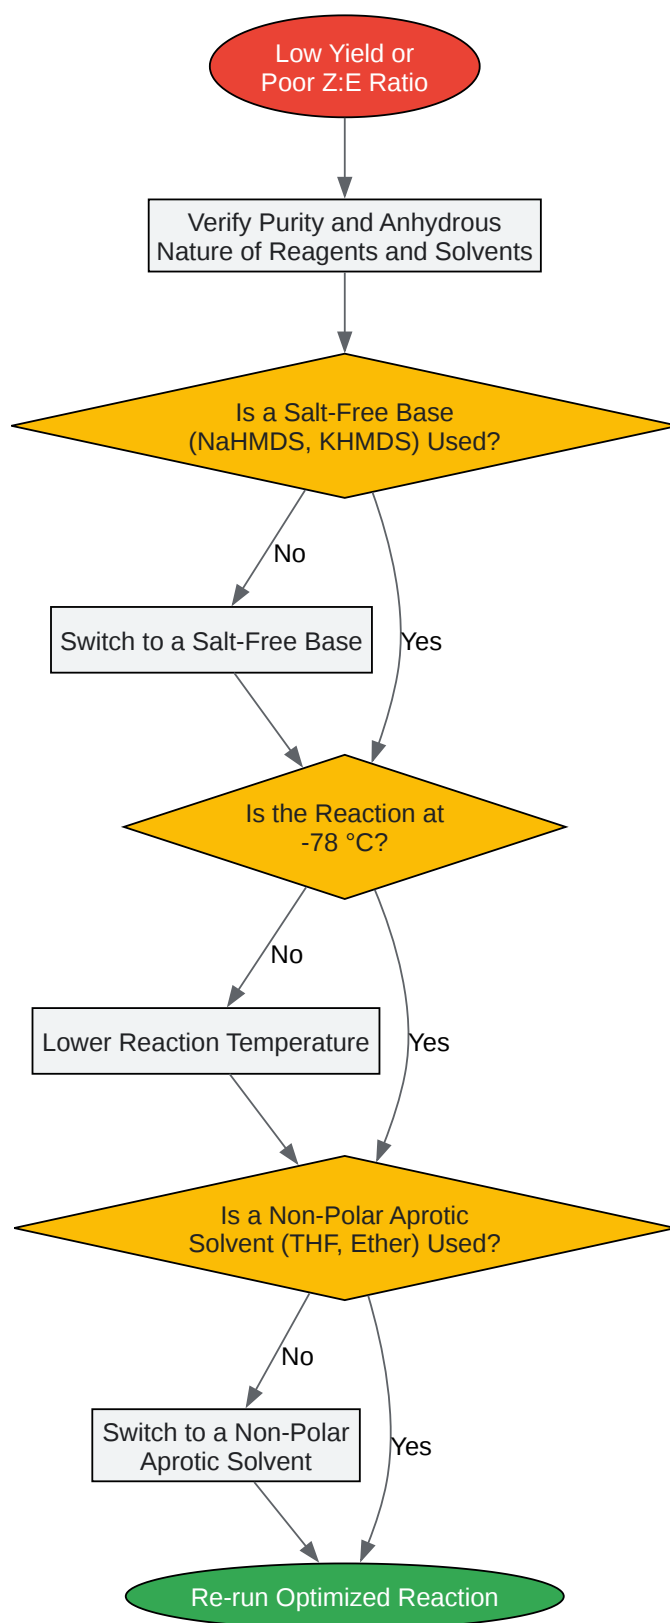 Low Yield or
Poor Z:E Ratio
Verify Purity and Anhydrous
Nature of Reagents and Solvents
Is a Salt-Free Base
(NaHMDS, KHMDS) Used?
No
Switch to a Salt-Free Base
Yes
Is the Reaction at
-78 °C?
No
Lower Reaction Temperature
Yes
Is a Non-Polar Aprotic
Solvent (THF, Ether) Used?
No
Switch to a Non-Polar
Aprotic Solvent
Yes
Re-run Optimized Reaction